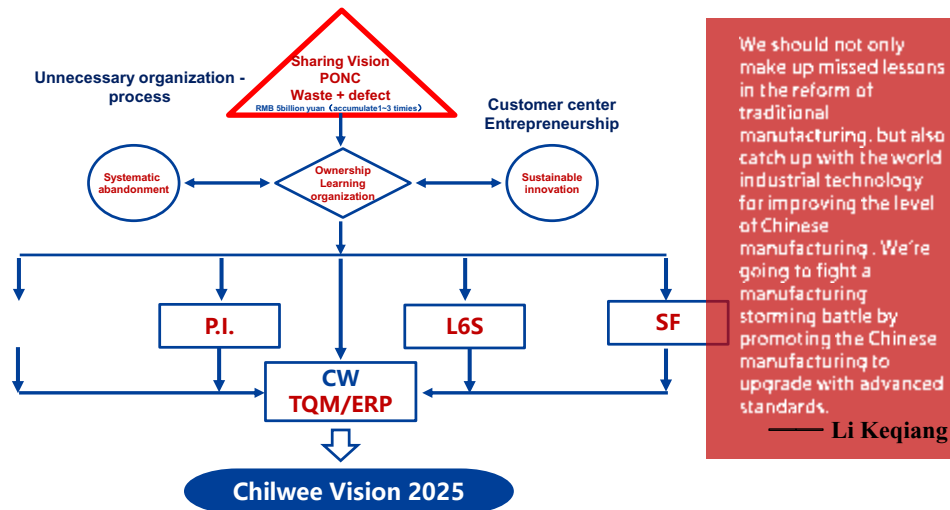 Sharing Vision
PONC
Waste + defect
RMB 5billion yuan（accumulate1~3 timies）
Unnecessary organization -
process
Customer center
Entrepreneurship
Systematic
abandonment
Ownership
Learning
organization
Sustainable
innovation
P.I.
L6S
SF
CW
TQM/ERP
Chilwee Vision 2025
We should not only
make up missed lessons
in the reform of
traditional
manufacturing. but also
catch up with the world
industrial technology
for improving the level
of Chinese
manufacturing . We're
going to fight a
manufacturing
storming battle by
promoting the Chinese
manufacturing to
upgrade with advanced
standards.
—— Li Keqiang